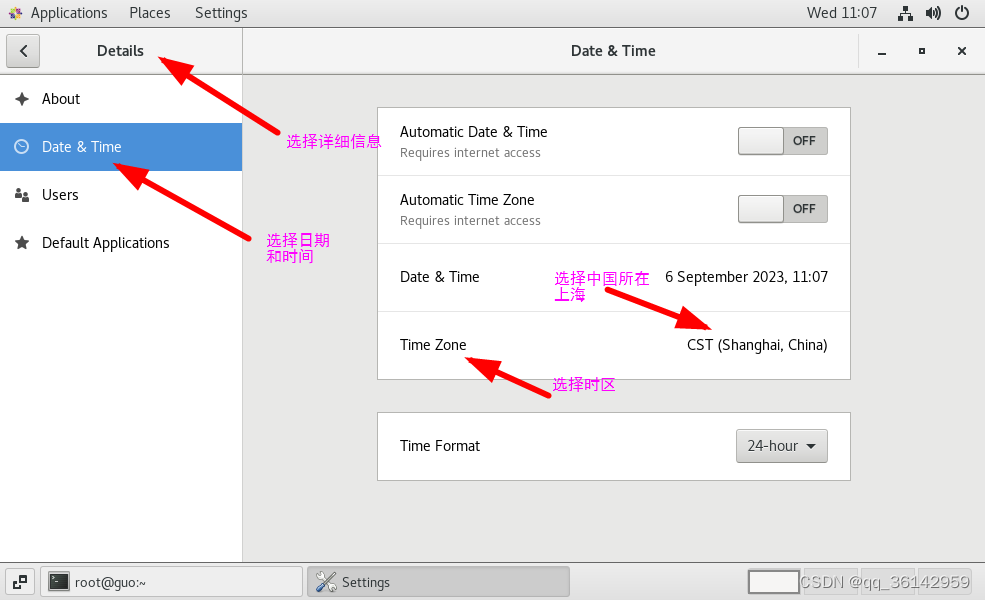 Applications Places Settings Wed 11:07
Details
Date & Time
About
Date & Time
Users
Default Applications
选择详细信息
选择日期
和时间
Automatic Date & Time
Requires internet access
OFF
Automatic Time Zone
Requires internet access
OFF
Date & Time
选择中国所在
上海
6 September 2023, 11:07
Time Zone
CST (Shanghai, China)
选择时区
Time Format
24-hour
root@guo:~
Settings
CSDN @qq_36142959